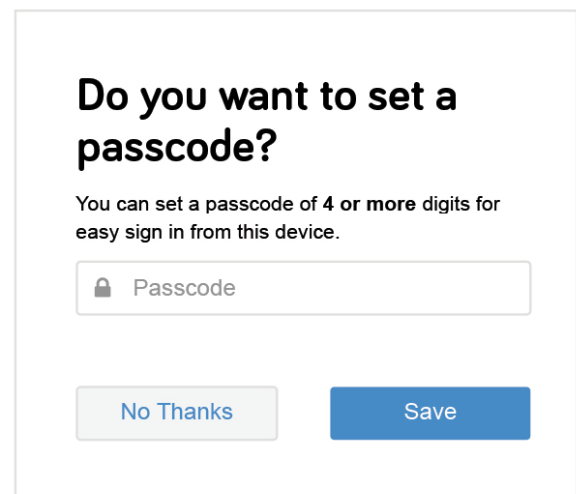 Do you want to set a
passcode?
You can set a passcode of 4 or more digits for
easy sign in from this device.
Passcode
No Thanks
Save